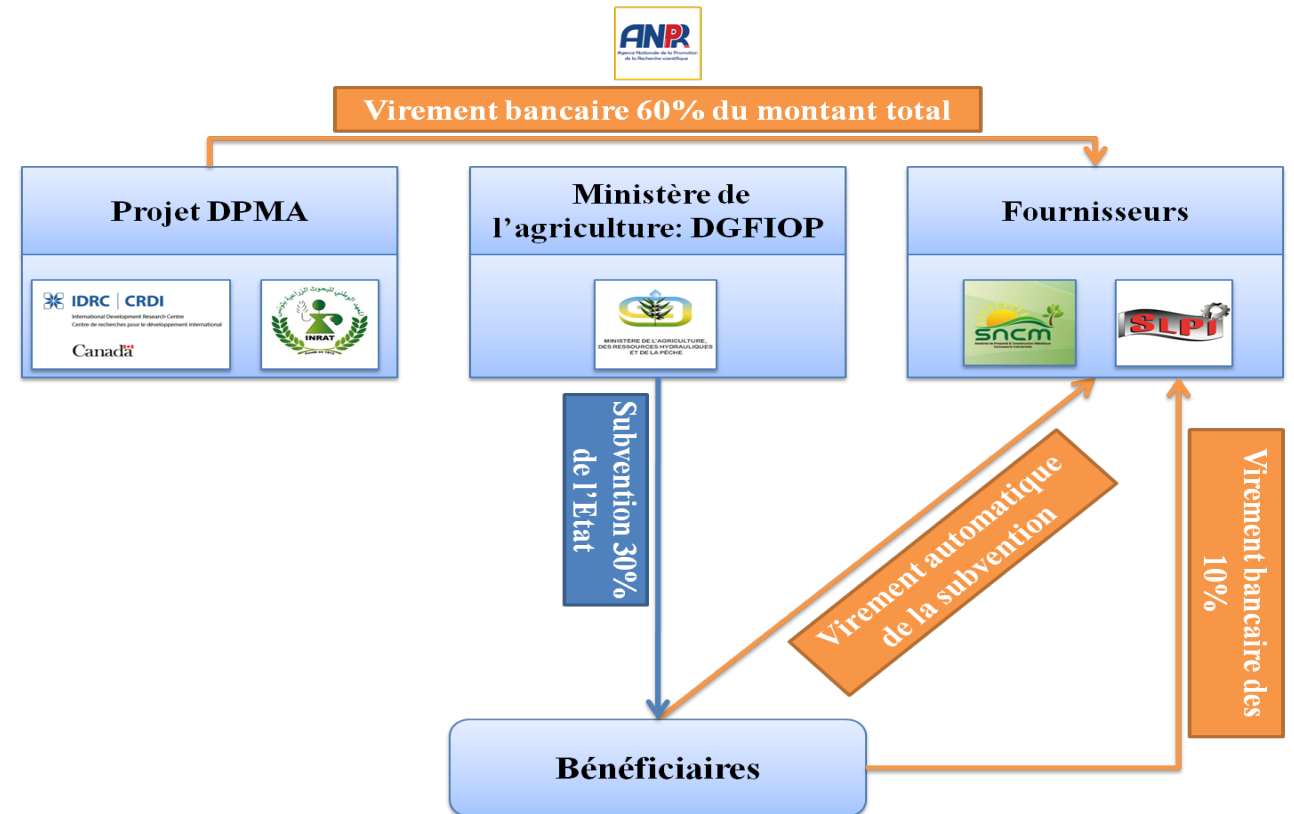 ANPR
Agence Nationale de la Promotion
de la Recherche scientifique
Virement bancaire 60% du montant total
Projet DPMA
Ministère de
l’agriculture: DGFIOP
Fournisseurs
IDRC | CRDI
International Development Research Centre
Centre de recherches pour le développement international
Canada
INRAT
MINISTÈRE DE L'AGRICULTURE,
DES RESSOURCES HYDRAULIQUES
ET DE LA PÊCHE
sncm
SLPI
Subvention 30%
de l’Etat
Virement automatique
de la subvention
Virement bancaire des
10%
Bénéficiaires